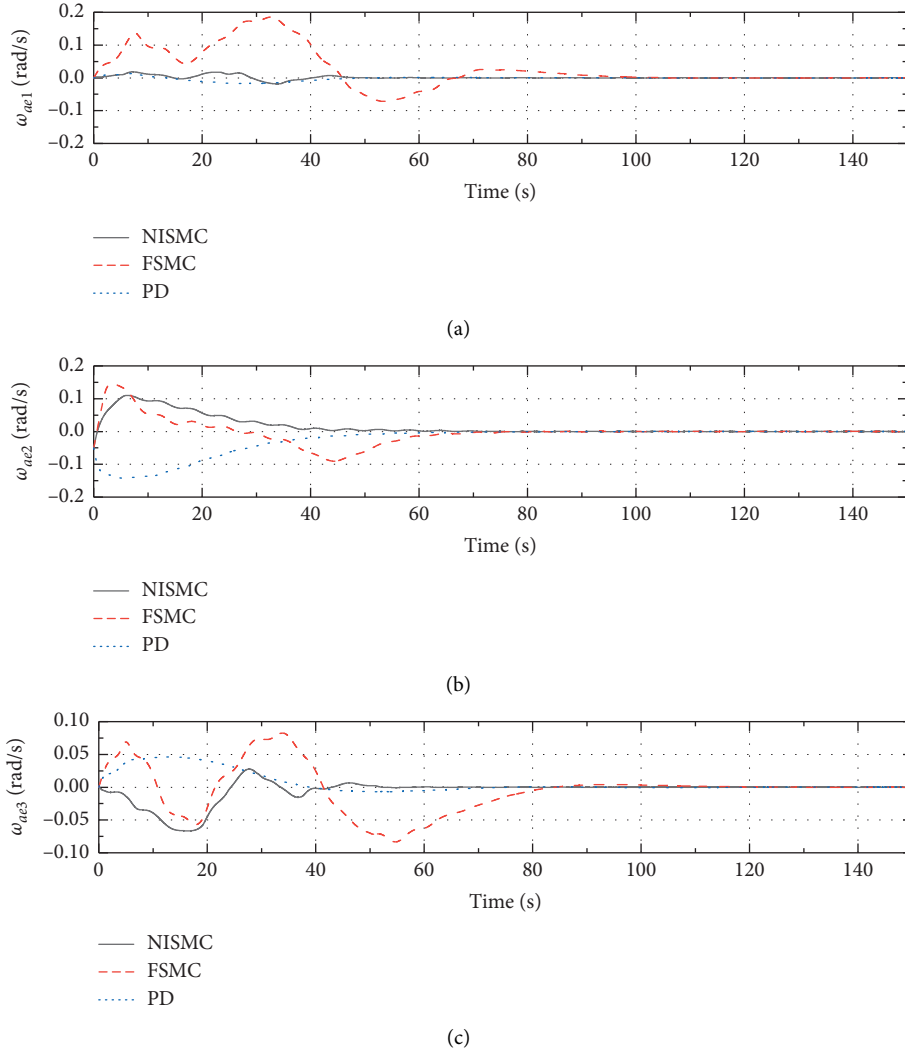 0.2
0.1
0.0
−0.1
−0.2
ω_ae1 (rad/s)
0 20 40 60 80 100 120 140
Time (s)
NISMC
FSMC
PD
(a)
0.2
0.1
0.0
−0.1
−0.2
ω_ae2 (rad/s)
0 20 40 60 80 100 120 140
Time (s)
NISMC
FSMC
PD
(b)
0.10
0.05
0.00
−0.05
−0.10
ω_ae3 (rad/s)
0 20 40 60 80 100 120 140
Time (s)
NISMC
FSMC
PD
(c)